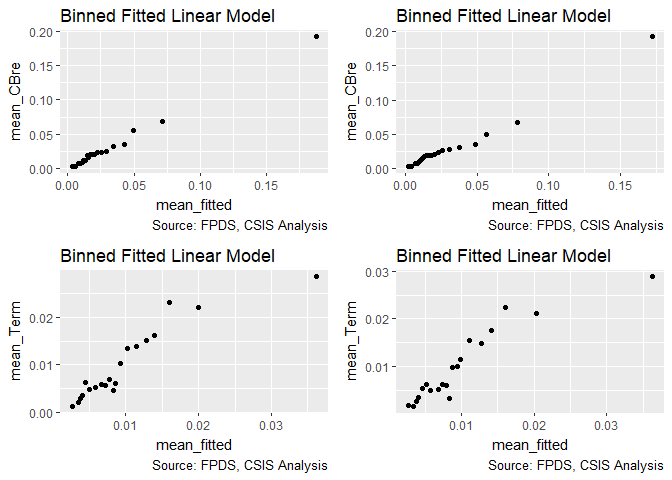 Binned Fitted Linear Model
0.20
0.15
0.10
0.05
0.00
mean_CBre
0.00 0.05 0.10 0.15
mean_fitted
Source: FPDS, CSIS Analysis
Binned Fitted Linear Model
0.20
0.15
0.10
0.05
0.00
mean_CBre
0.00 0.05 0.10 0.15
mean_fitted
Source: FPDS, CSIS Analysis
Binned Fitted Linear Model
0.02
0.01
0.00
mean_Term
0.01 0.02 0.03
mean_fitted
Source: FPDS, CSIS Analysis
Binned Fitted Linear Model
0.03
0.02
0.01
mean_Term
0.01 0.02 0.03
mean_fitted
Source: FPDS, CSIS Analysis